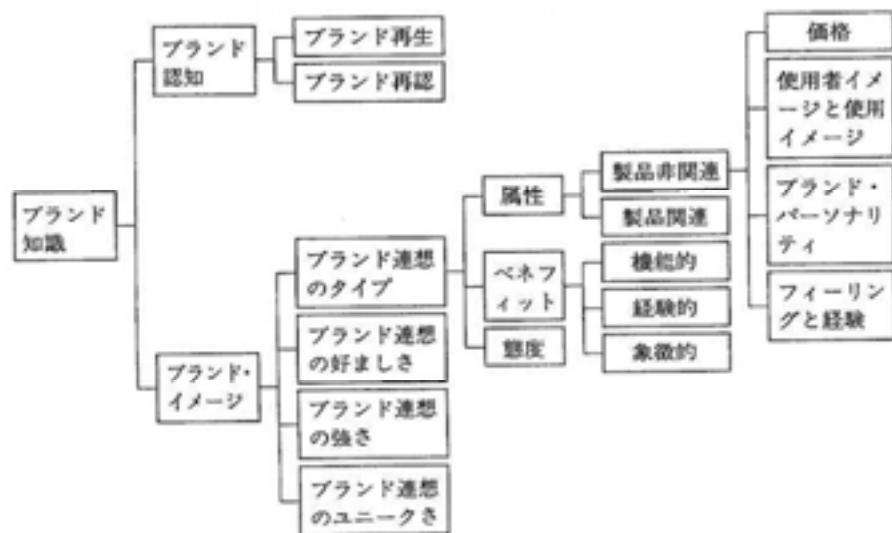 ブランド
知識
ブランド
認知
ブランド再生
ブランド再認
ブランド・
イメージ
ブランド連想
のタイプ
ブランド連想
の好ましさ
ブランド連想
の強さ
ブランド連想
のユニークさ
属性
ベネフ
ィット
態度
製品非関連
製品関連
機能的
経験的
象徴的
価格
使用者イメ
ージと使用
イメージ
ブランド・
パーソナリ
ティ
フィーリン
グと経験